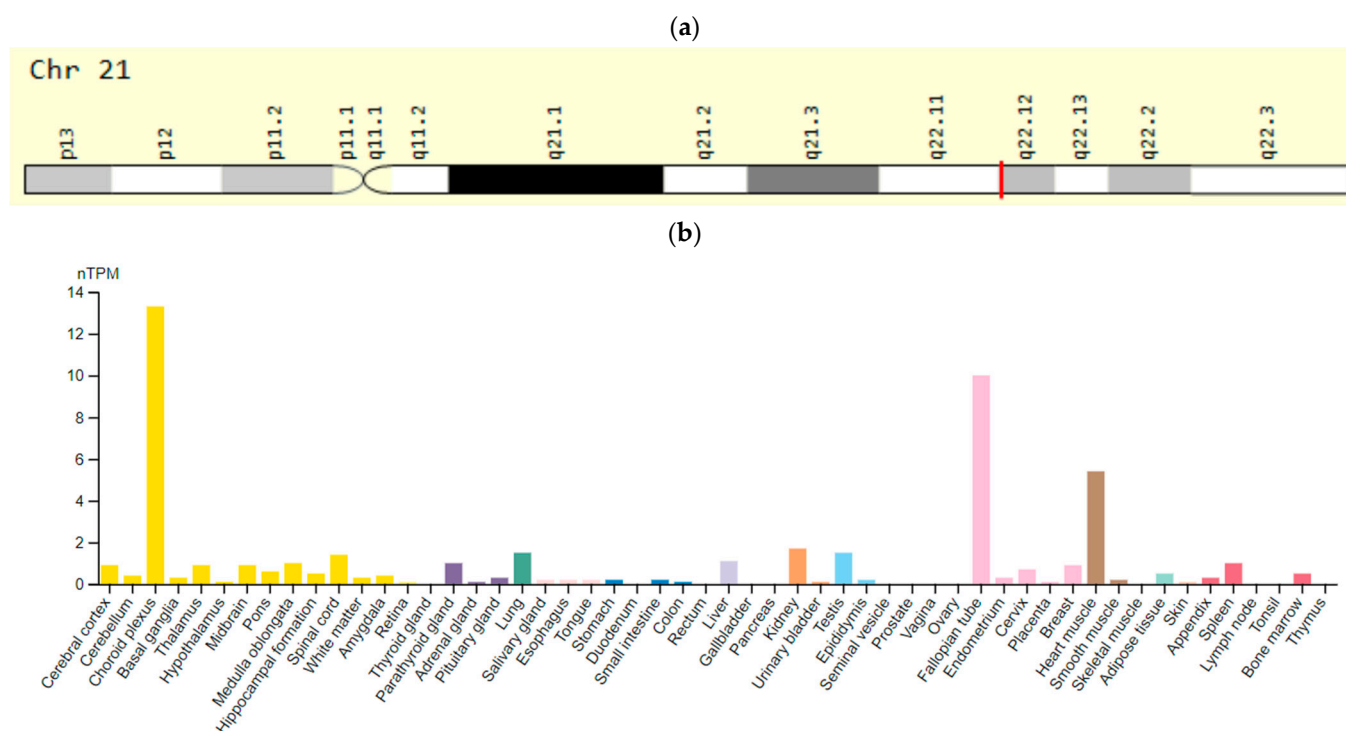 (a)
Chr 21
p13
p12
p11.2
p11.1
q11.1
q11.2
q21.1
q21.2
q21.3
q22.11
q22.12
q22.13
q22.2
q22.3
(b)
nTPM
14
12
10
8
6
4
2
0
Cerebral cortex
Cerebellum
Choroid plexus
Basal ganglia
Thalamus
Hypothalamus
Midbrain
Pons
Medulla oblongata
Hippocampal formation
Spinal cord
White matter
Amygdala
Retina
Thyroid gland
Parathyroid gland
Adrenal gland
Pituitary gland
Lung
Salivary gland
Esophagus
Tongue
Stomach
Duodenum
Small intestine
Colon
Rectum
Liver
Gallbladder
Pancreas
Kidney
Urinary bladder
Testis
Epididymis
Seminal vesicle
Prostate
Vagina
Ovary
Fallopian tube
Endometrium
Cervix
Placenta
Breast
Heart muscle
Smooth muscle
Skeletal muscle
Adipose tissue
Skin
Appendix
Spleen
Lymph node
Tonsil
Bone marrow
Thymus